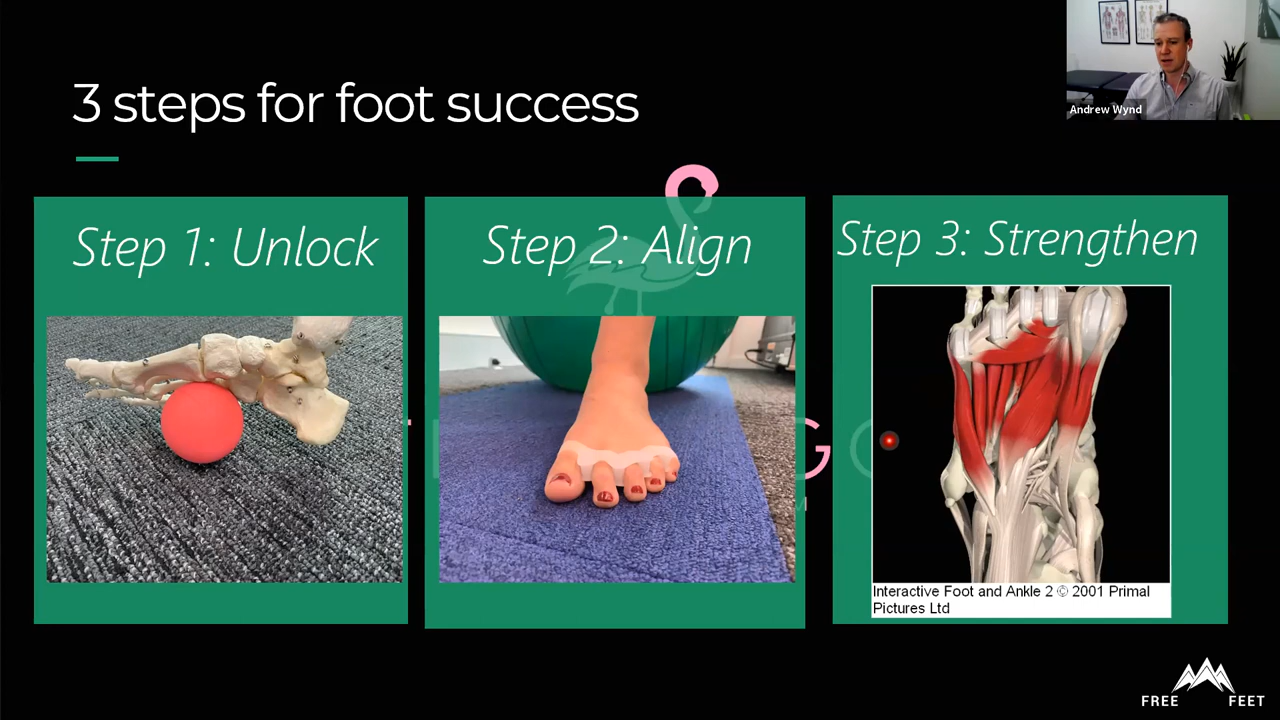 3 steps for foot success
Andrew Wynd
Step 1: Unlock
Step 2: Align
Step 3: Strengthen
G
M
Interactive Foot and Ankle 2 © 2001 Primal
Pictures Ltd
FREE FEET